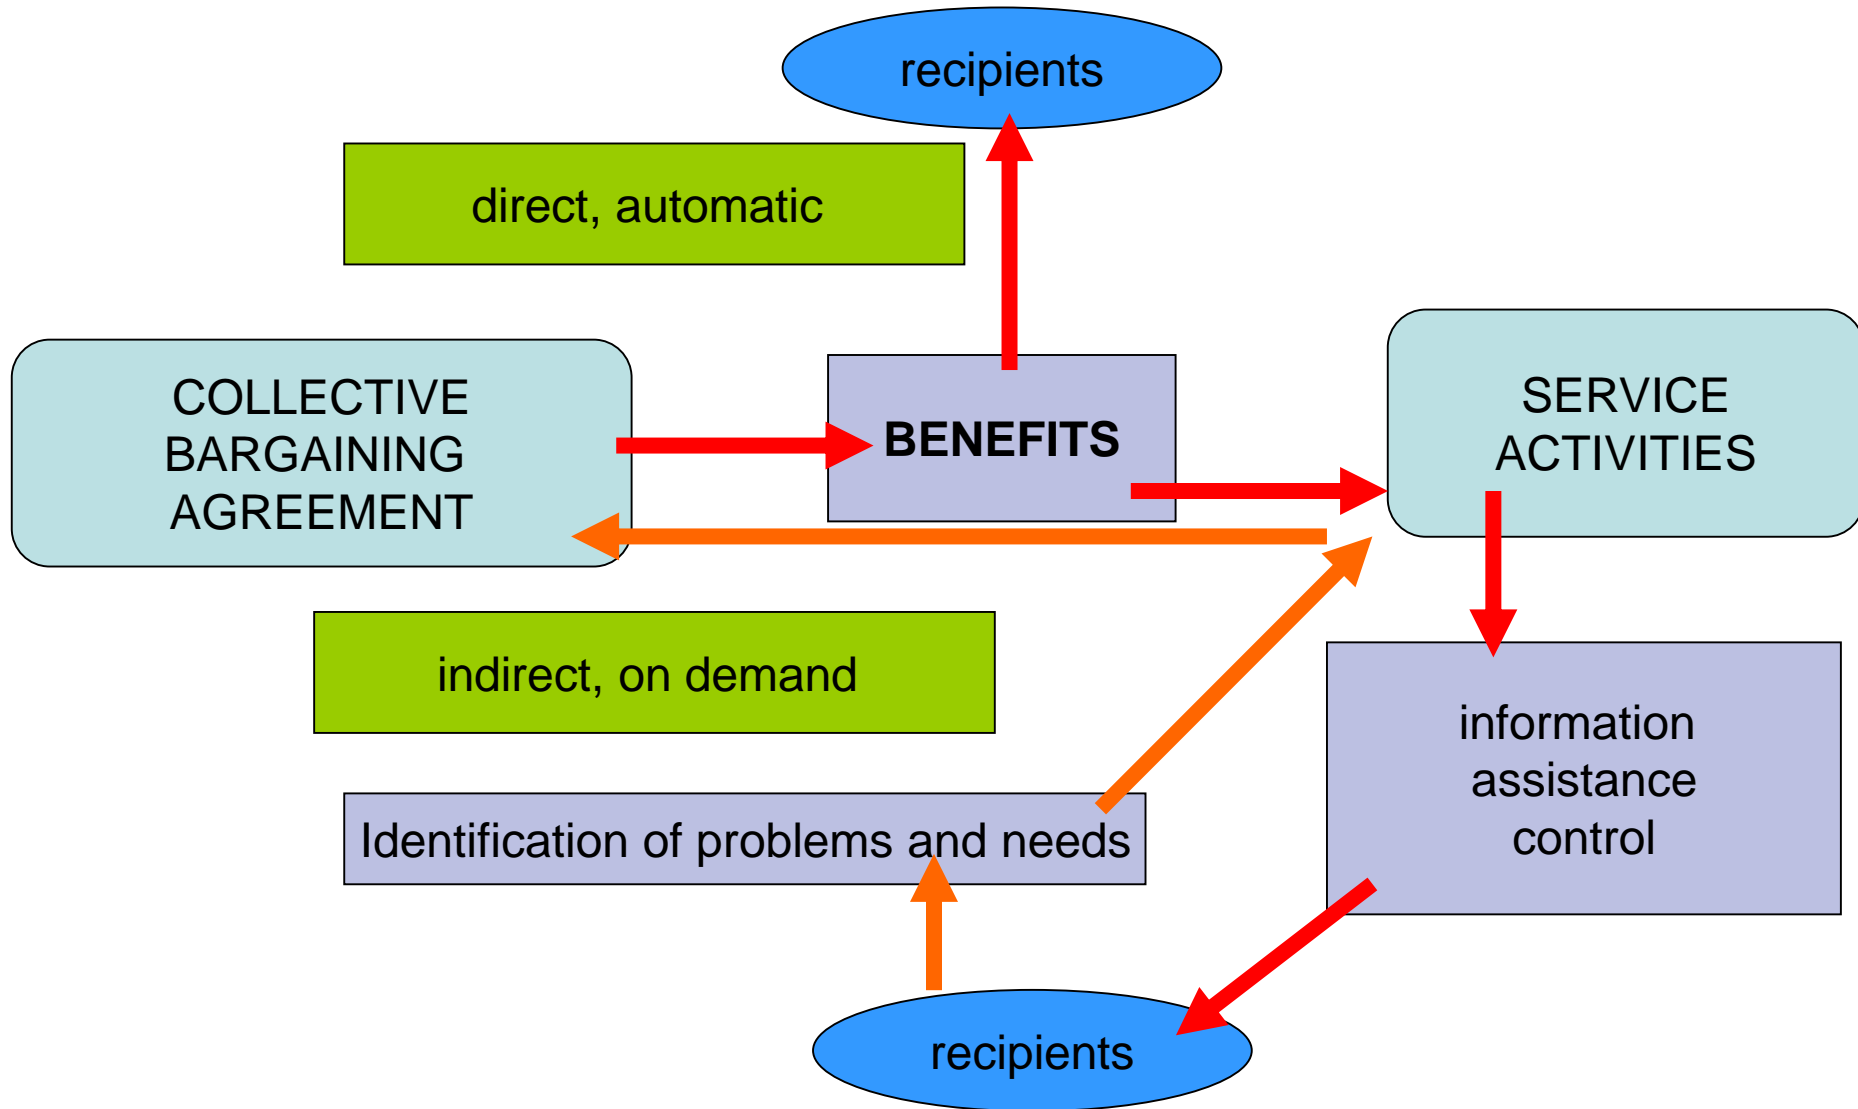 recipients
direct, automatic
COLLECTIVE
BARGAINING
AGREEMENT
BENEFITS
SERVICE
ACTIVITIES
indirect, on demand
information
assistance
control
Identification of problems and needs
recipients